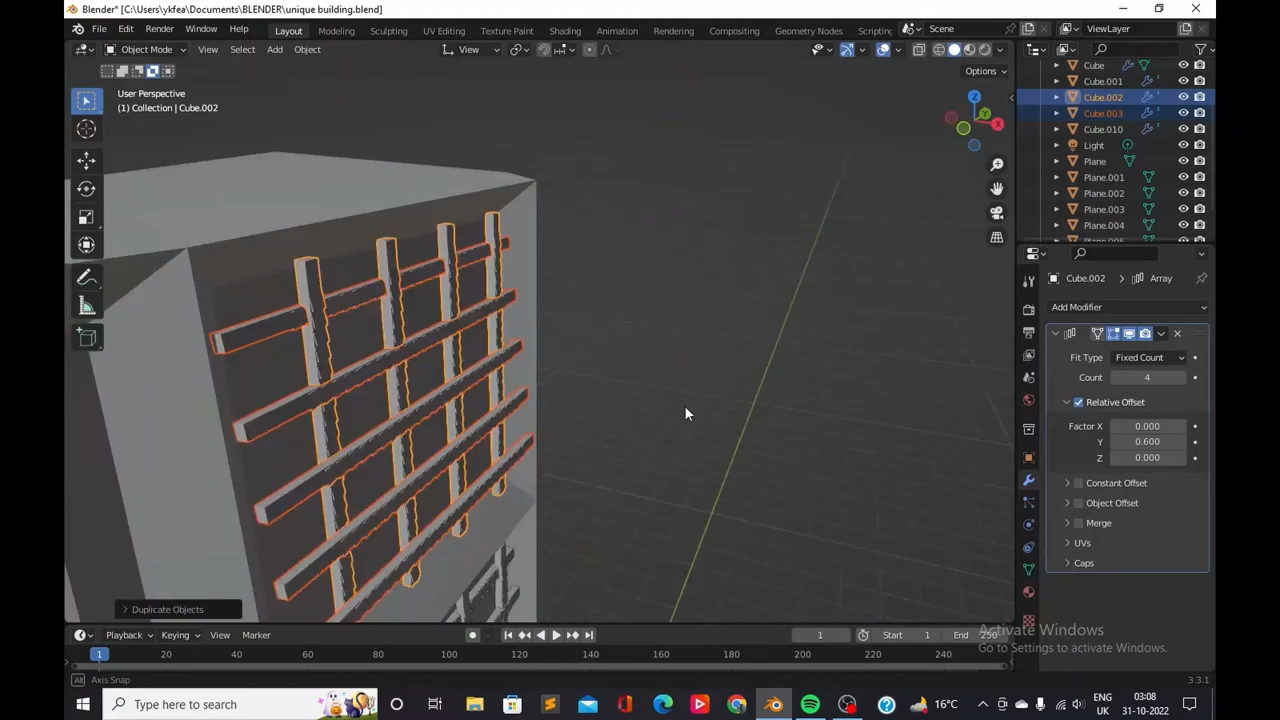 Blender* [C:\Users\ykfea\Documents\BLENDER\unique building.blend]
File Edit Render Window Help Layout Modeling Sculpting UV Editing Texture Paint Shading Animation Rendering Compositing Geometry Nodes Scripting Scene ViewLayer
Object Mode View Select Add Object View
Options
User Perspective
(1) Collection | Cube.002
X
Z
Cube
Cube.001
Cube.002
Cube.003
Cube.010
Light
Plane
Plane.001
Plane.002
Plane.003
Plane.004
Plane.005
Cube.002 > Array
Add Modifier
Fit Type Fixed Count
Count 4
Relative Offset
Factor X 0.000
Y 0.600
Z 0.000
Constant Offset
Object Offset
Merge
UVs
Caps
Duplicate Objects
Playback Keying View Marker 1 Start 1 End 250
Activate Windows
Go to Settings to activate Windows.
1 20 40 60 80 100 120 140 160 180 200 220 240
Alt Axis Snap 3.3.1
Type here to search
16°C
ENG
UK
03:08
31-10-2022